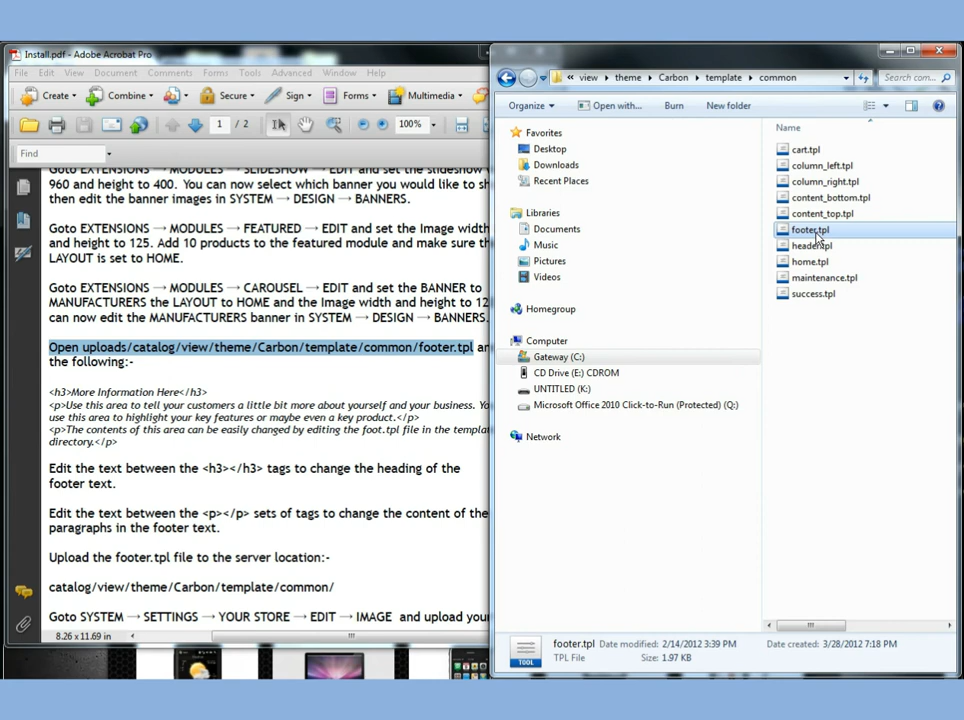 Install.pdf - Adobe Acrobat Pro
File Edit View Document Comments Forms Tools Advanced Window Help
Create Combine Secure Sign Forms Multimedia
1 / 2 100%
Find
Goto EXTENSIONS → MODULES → SLIDESHOW → EDIT and set the slideshow
960 and height to 400. You can now select which banner you would like to sh
then edit the banner images in SYSTEM → DESIGN → BANNERS.
Goto EXTENSIONS → MODULES → FEATURED → EDIT and set the Image width
and height to 125. Add 10 products to the featured module and make sure th
LAYOUT is set to HOME.
Goto EXTENSIONS → MODULES → CAROUSEL → EDIT and set the BANNER to
MANUFACTURERS the LAYOUT to HOME and the Image width and height to 12
can now edit the MANUFACTURERS banner in SYSTEM → DESIGN → BANNERS.
Open uploads/catalog/view/theme/Carbon/template/common/footer.tpl an
the following:-
<h3>More Information Here</h3>
<p>Use this area to tell your customers a little bit more about yourself and your business. Yo
use this area to highlight your key features or maybe even a key product.</p>
<p>The contents of this area can be easily changed by editing the foot.tpl file in the templat
directory.</p>
Edit the text between the <h3></h3> tags to change the heading of the
footer text.
Edit the text between the <p></p> sets of tags to change the content of the
paragraphs in the footer text.
Upload the footer.tpl file to the server location:-
catalog/view/theme/Carbon/template/common/
Goto SYSTEM → SETTINGS → YOUR STORE → EDIT → IMAGE and upload your
8.26 x 11.69 in
« view theme Carbon template common Search com...
Organize Open with... Burn New folder
Favorites
Desktop
Downloads
Recent Places
Libraries
Documents
Music
Pictures
Videos
Homegroup
Computer
Gateway (C:)
CD Drive (E:) CDROM
UNTITLED (K:)
Microsoft Office 2010 Click-to-Run (Protected) (Q:)
Network
Name
cart.tpl
column_left.tpl
column_right.tpl
content_bottom.tpl
content_top.tpl
footer.tpl
header.tpl
home.tpl
maintenance.tpl
success.tpl
TOOL
footer.tpl Date modified: 2/14/2012 3:39 PM Date created: 3/28/2012 7:18 PM
TPL File Size: 1.97 KB